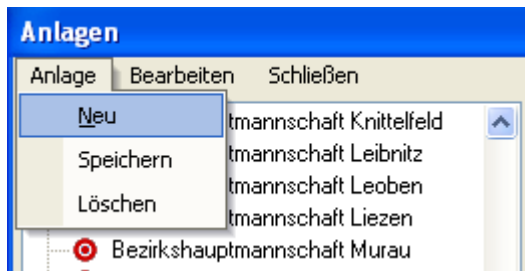 Anlagen
Anlage Bearbeiten Schließen
Neu
Speichern
Löschen
tmannschaft Knittelfeld
tmannschaft Leibnitz
tmannschaft Leoben
tmannschaft Liezen
Bezirkshauptmannschaft Murau